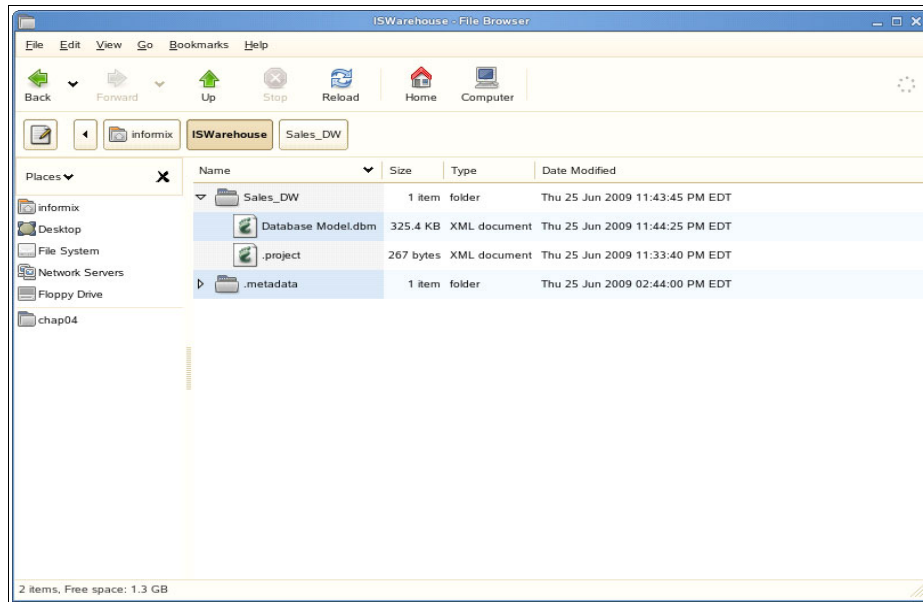 ISWarehouse - File Browser
File Edit View Go Bookmarks Help
Back Forward Up Stop Reload Home Computer
informix ISWarehouse Sales_DW
Places
informix
Desktop
File System
Network Servers
Floppy Drive
chap04
Name Size Type Date Modified
Sales_DW 1 item folder Thu 25 Jun 2009 11:43:45 PM EDT
Database Model.dbm 325.4 KB XML document Thu 25 Jun 2009 11:44:25 PM EDT
.project 267 bytes XML document Thu 25 Jun 2009 11:33:40 PM EDT
.metadata 1 item folder Thu 25 Jun 2009 02:44:00 PM EDT
2 items, Free space: 1.3 GB